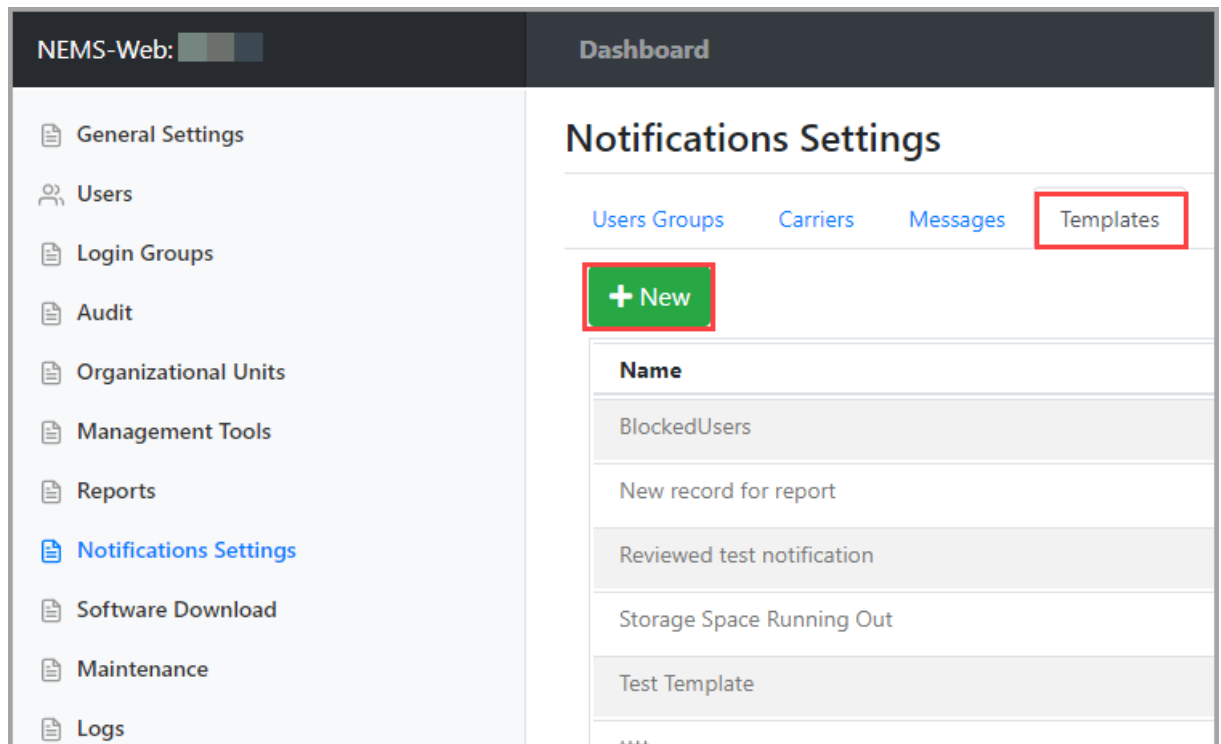 NEMS-Web:
Dashboard
General Settings
Users
Login Groups
Audit
Organizational Units
Management Tools
Reports
Notifications Settings
Software Download
Maintenance
Logs
Notifications Settings
Users Groups Carriers Messages Templates
New
Name
BlockedUsers
New record for report
Reviewed test notification
Storage Space Running Out
Test Template